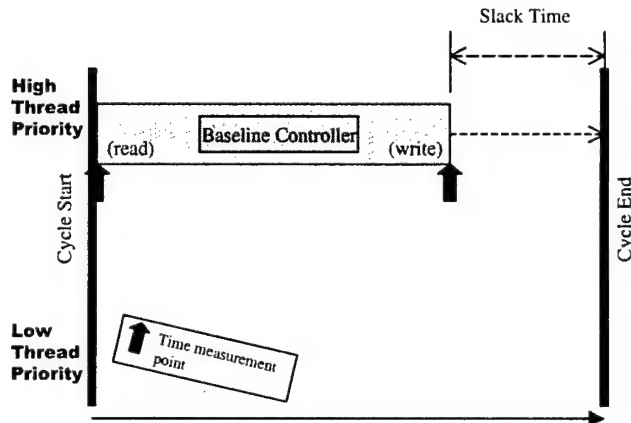 Slack Time
High
Thread
Priority
Baseline Controller
(read)
(write)
Cycle Start
Cycle End
Low
Thread
Priority
Time measurement
point